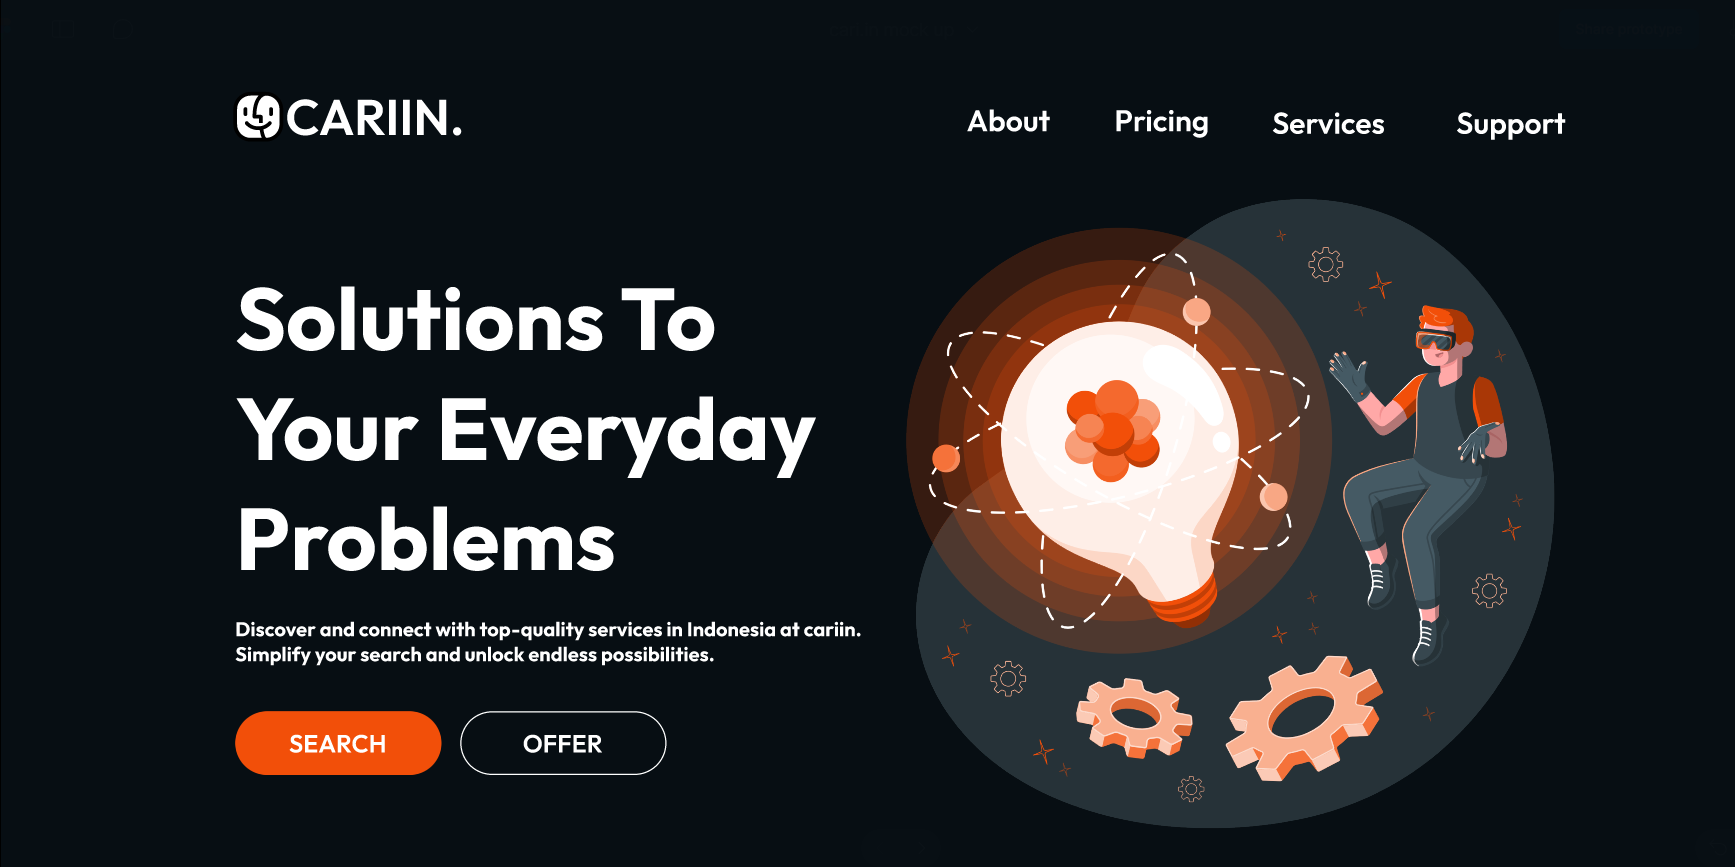 CARIIN.
About Pricing Services Support
Solutions To
Your Everyday
Problems
Discover and connect with top-quality services in Indonesia at cariin.
Simplify your search and unlock endless possibilities.
SEARCH OFFER